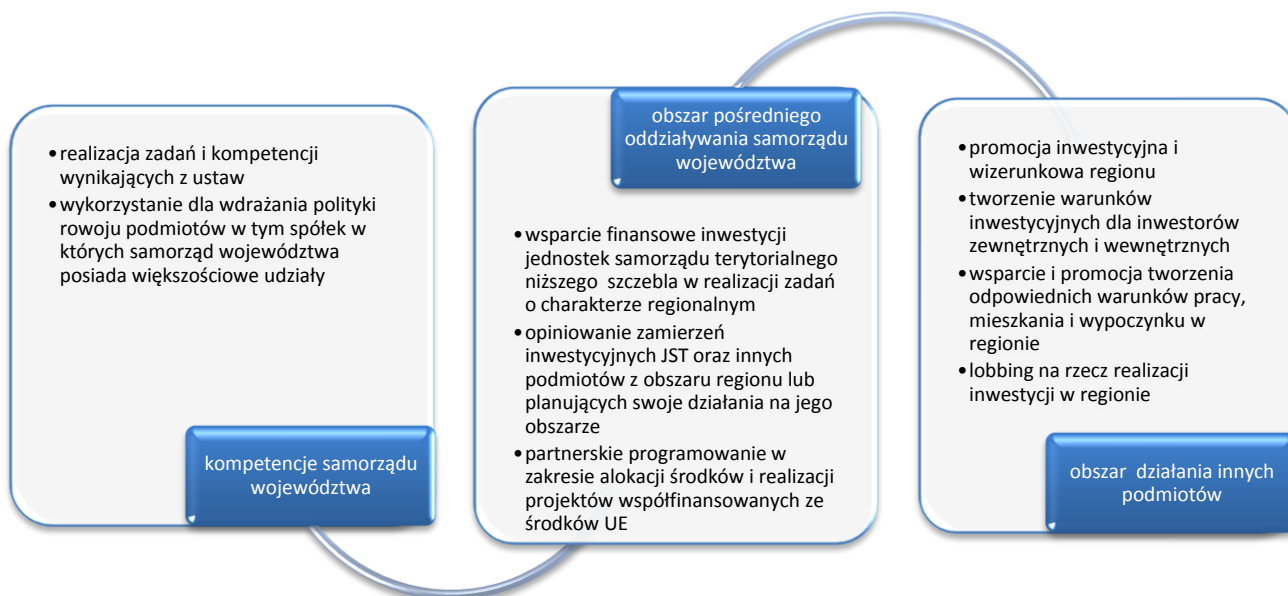 •realizacja zadań i kompetencji
wynikających z ustaw
•wykorzystanie dla wdrażania polityki
rowoju podmiotów w tym spółek w
których samorząd województwa
posiada większościowe udziały
kompetencje samorządu
województwa
obszar pośredniego
oddziaływania samorządu
województwa
•wsparcie finansowe inwestycji
jednostek samorządu terytorialnego
niższego szczebla w realizacji zadań
o charakterze regionalnym
•opiniowanie zamierzeń
inwestycyjnych JST oraz innych
podmiotów z obszaru regionu lub
planujących swoje działania na jego
obszarze
•partnerskie programowanie w
zakresie alokacji środków i realizacji
projektów współfinansowanych ze
środków UE
•promocja inwestycyjna i
wizerunkowa regionu
•tworzenie warunków
inwestycyjnych dla inwestorów
zewnętrznych i wewnętrznych
•wsparcie i promocja tworzenia
odpowiednich warunków pracy,
mieszkania i wypoczynku w
regionie
•lobbing na rzecz realizacji
inwestycji w regionie
obszar działania innych
podmiotów